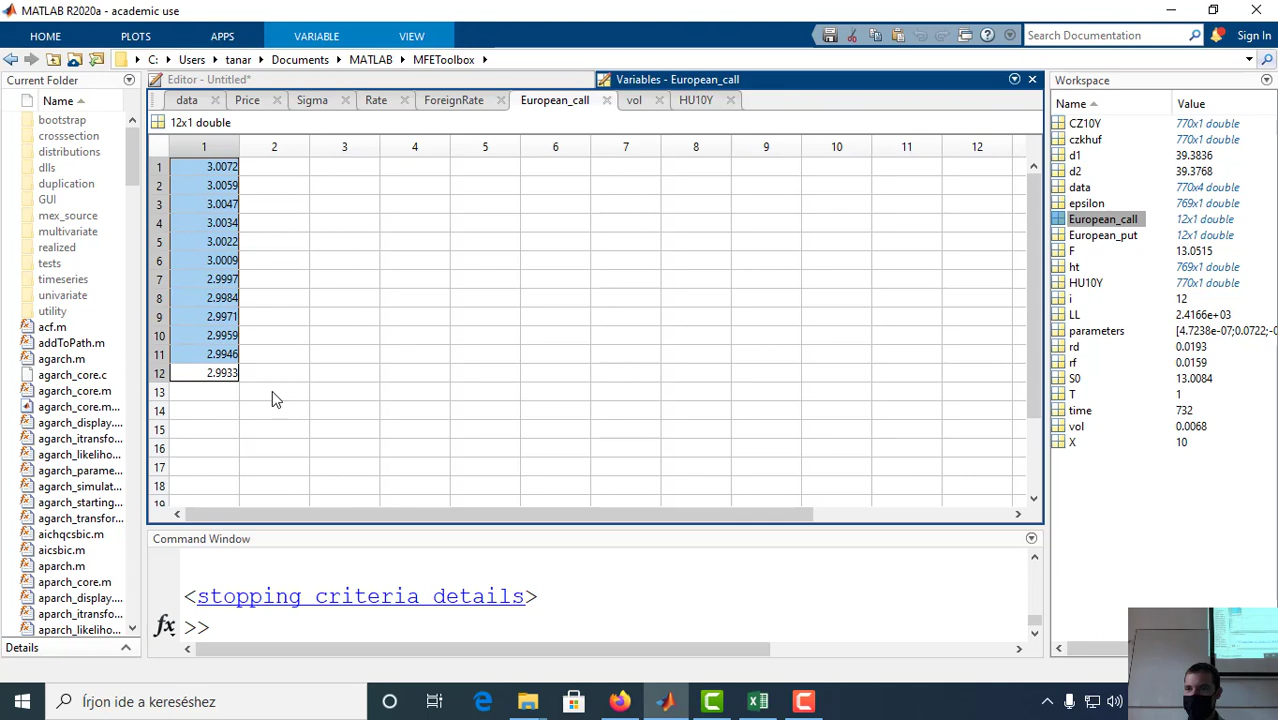 MATLAB R2020a - academic use
HOME PLOTS APPS VARIABLE VIEW Search Documentation Sign In
C: Users tanar Documents MATLAB MFEToolbox
Current Folder
Name
bootstrap
crosssection
distributions
dlls
duplication
GUI
mex_source
multivariate
realized
tests
timeseries
univariate
utility
acf.m
addToPath.m
agarch.m
agarch_core.c
agarch_core.m
agarch_core.m...
agarch_display...
agarch_itransfo...
agarch_likeliho...
agarch_parame...
agarch_simulat...
agarch_starting...
agarch_transfor...
aichqcsbic.m
aicsbic.m
aparch.m
aparch_core.m
aparch_display...
aparch_itransfo...
aparch_likeliho...
Details
Editor - Untitled* Variables - European_call
data Price Sigma Rate ForeignRate European_call vol HU10Y
12x1 double
1 2 3 4 5 6 7 8 9 10 11 12
1 3.0072
2 3.0059
3 3.0047
4 3.0034
5 3.0022
6 3.0009
7 2.9997
8 2.9984
9 2.9971
10 2.9959
11 2.9946
12 2.9933
13
14
15
16
17
18
19
Command Window
<stopping criteria details>
fx >>
Workspace
Name Value
CZ10Y 770x1 double
czkhuf 770x1 double
d1 39.3836
d2 39.3768
data 770x4 double
epsilon 769x1 double
European_call 12x1 double
European_put 12x1 double
F 13.0515
ht 769x1 double
HU10Y 770x1 double
i 12
LL 2.4166e+03
parameters [4.7238e-07;0.0722;-0
rd 0.0193
rf 0.0159
S0 13.0084
T 1
time 732
vol 0.0068
X 10
Írjon ide a kereséshez